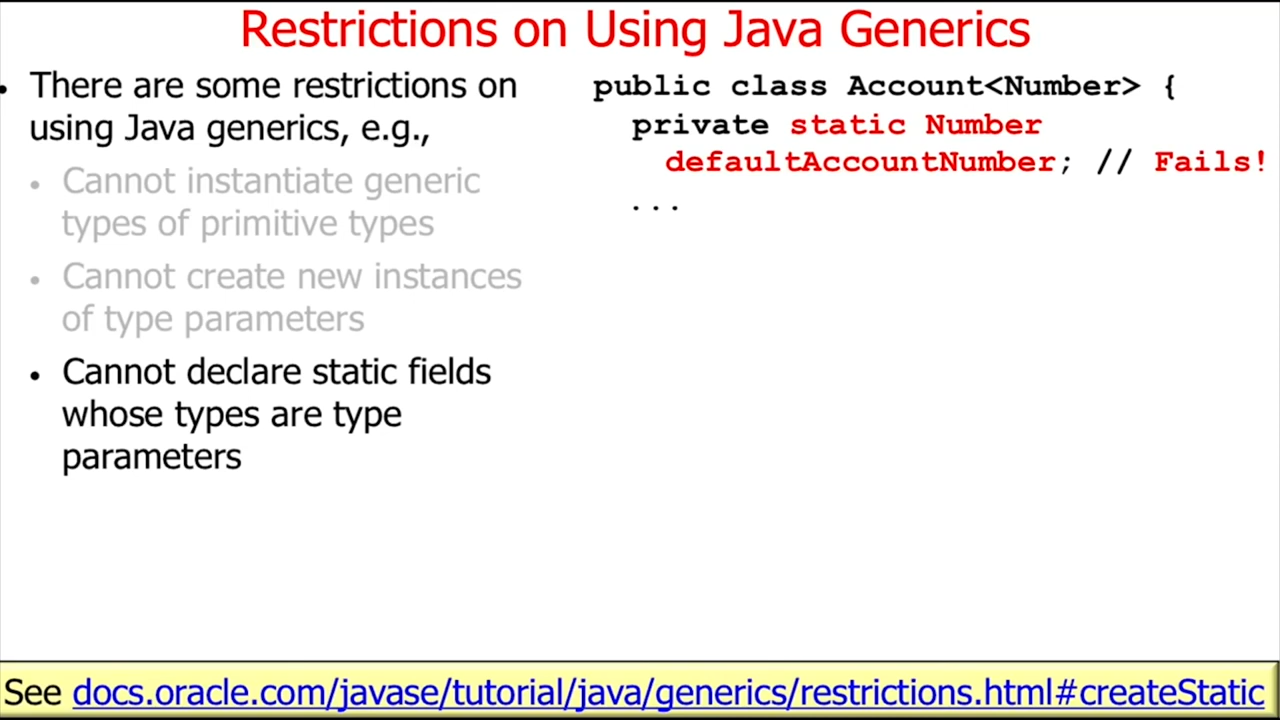 Restrictions on Using Java Generics
• There are some restrictions on
using Java generics, e.g.,
• Cannot instantiate generic
types of primitive types
• Cannot create new instances
of type parameters
• Cannot declare static fields
whose types are type
parameters
public class Account<Number> {
private static Number
defaultAccountNumber; // Fails!
...
See docs.oracle.com/javase/tutorial/java/generics/restrictions.html#createStatic